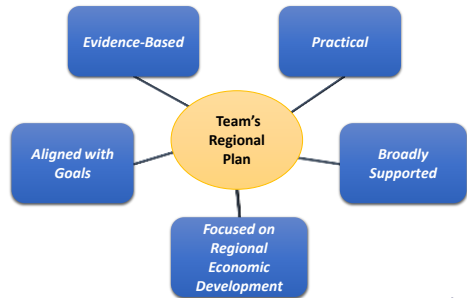 Evidence-Based
Practical
Team's
Regional
Plan
Aligned with
Goals
Broadly
Supported
Focused on
Regional
Economic
Development